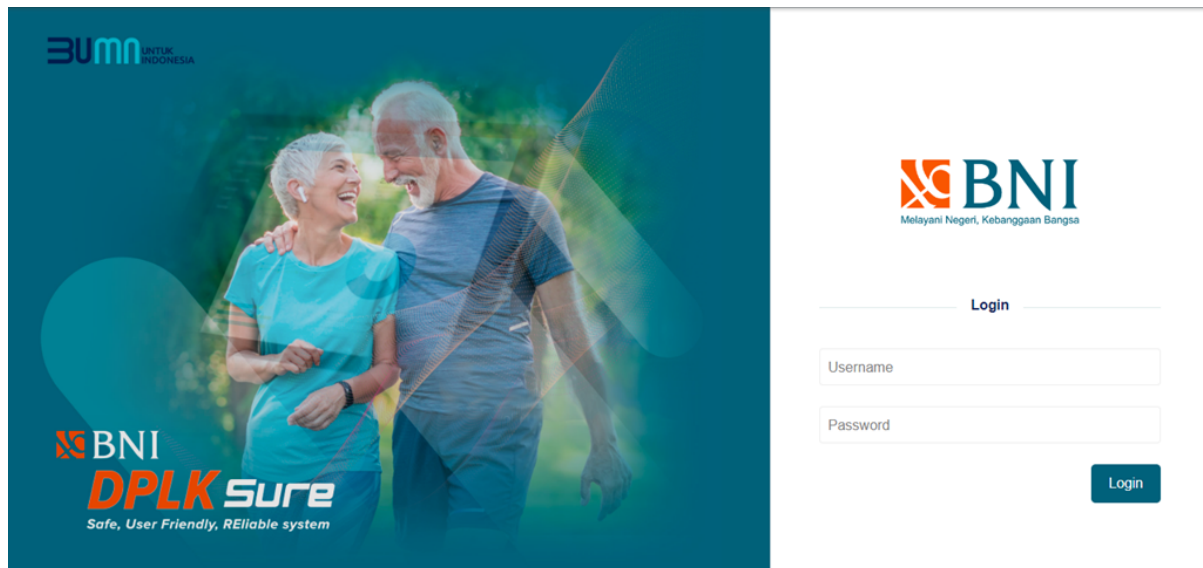 BUMN UNTUK
INDONESIA
BNI
DPLK Sure
Safe, User Friendly, REliable system
BNI
Melayani Negeri, Kebanggaan Bangsa
Login
Username
Password
Login